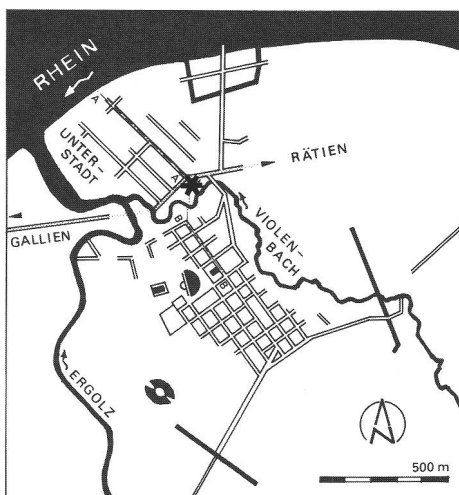 RHEIN
A
UNTER-
STADT
A'
RÄTIEN
GALLIEN
B
VIOLEN-
BACH
B'
ERGOLZ
N
500 m